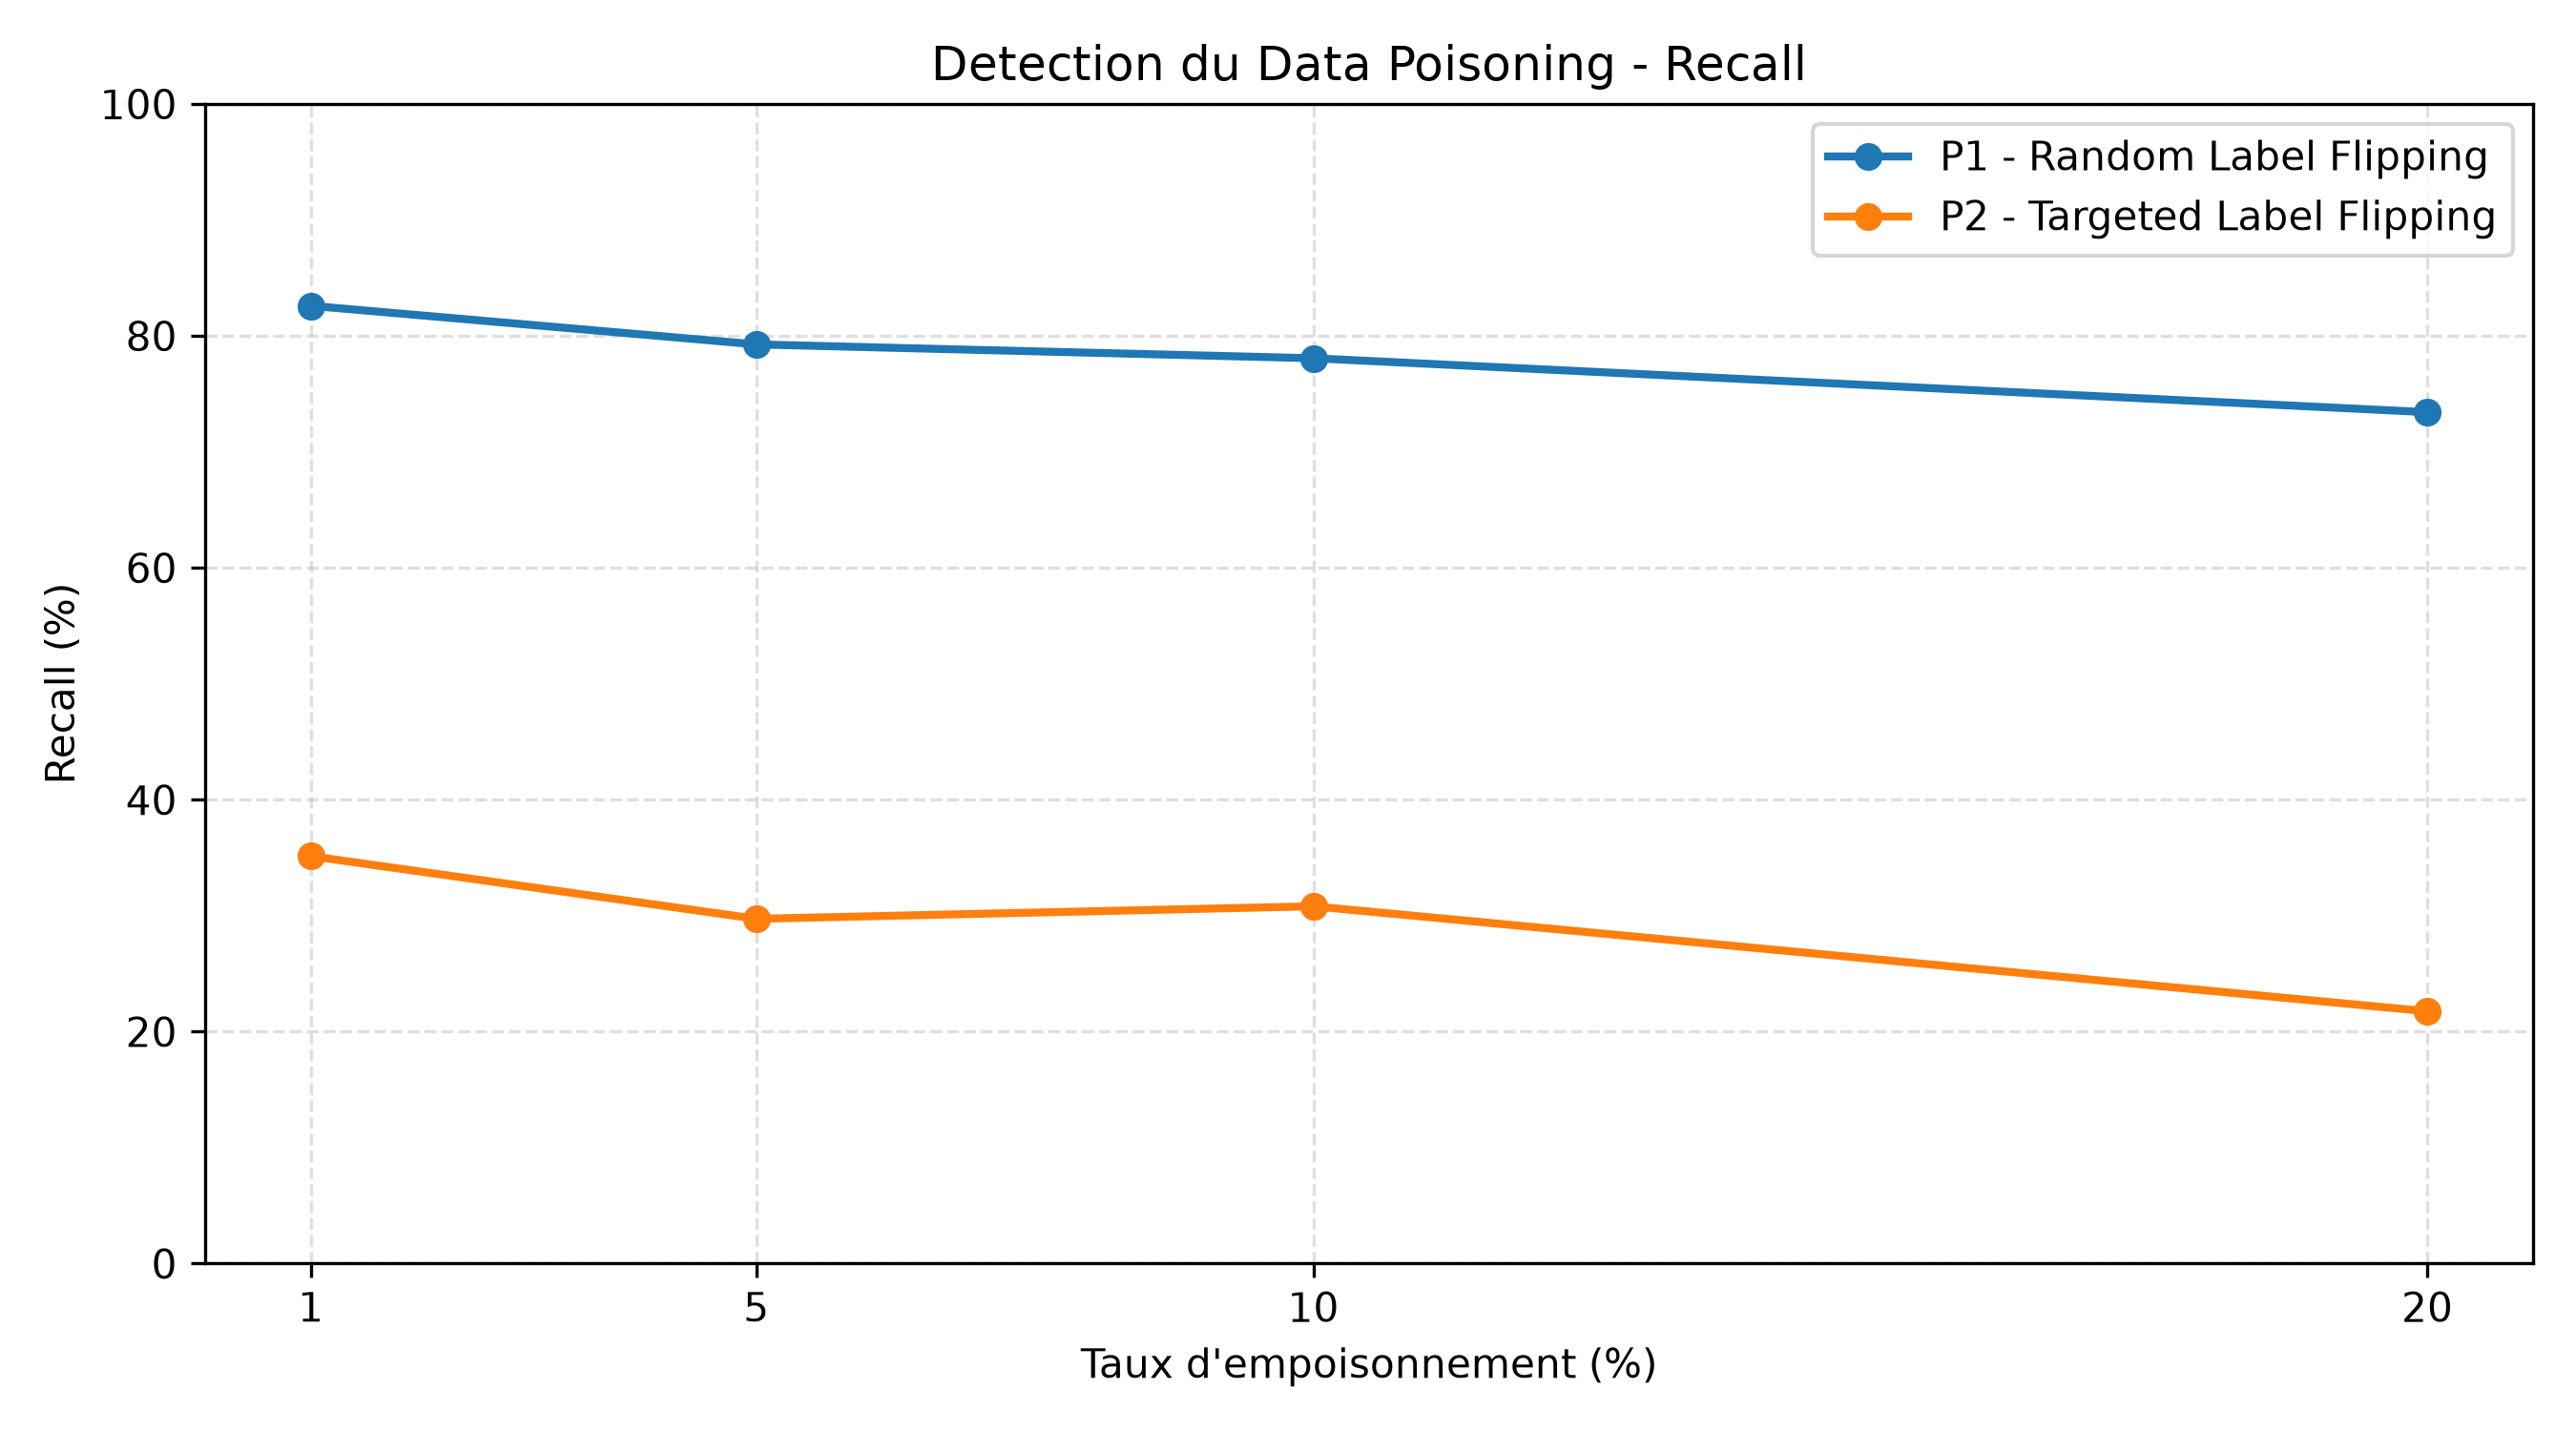 Detection du Data Poisoning - Recall
P1 - Random Label Flipping
P2 - Targeted Label Flipping
Recall (%)
100
80
60
40
20
0
1 5 10 20
Taux d'empoisonnement (%)